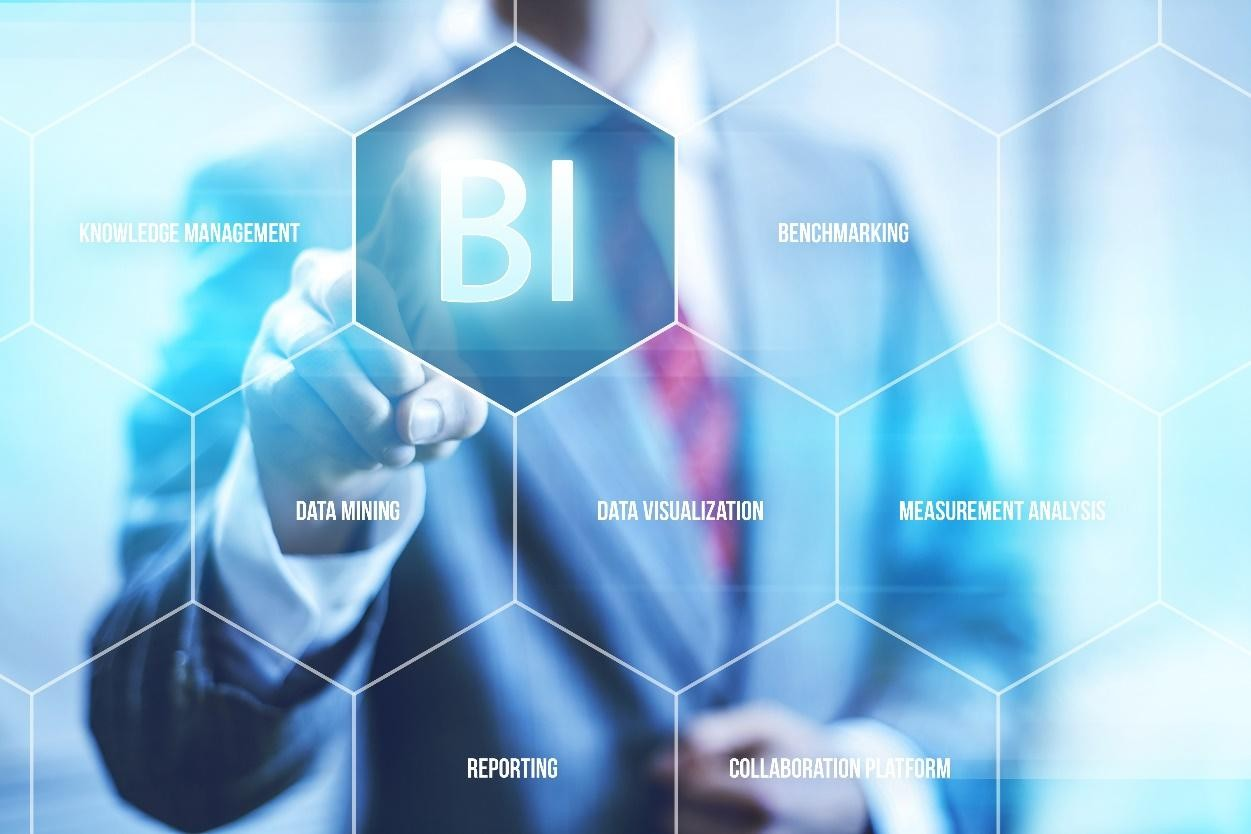 BI
KNOWLEDGE MANAGEMENT
BENCHMARKING
DATA MINING
DATA VISUALIZATION
MEASUREMENT ANALYSIS
REPORTING
COLLABORATION PLATFORM